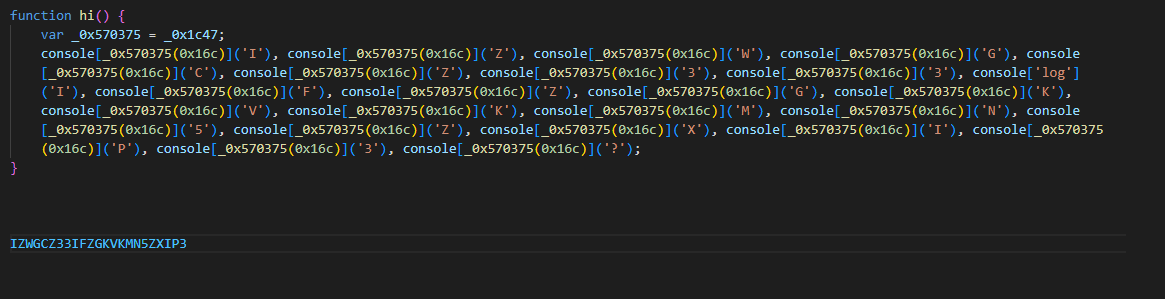 function hi() {
var _0x570375 = _0x1c47;
console[_0x570375(0x16c)]('I'), console[_0x570375(0x16c)]('Z'), console[_0x570375(0x16c)]('W'), console[_0x570375(0x16c)]('G'), console
[_0x570375(0x16c)]('C'), console[_0x570375(0x16c)]('Z'), console[_0x570375(0x16c)]('3'), console[_0x570375(0x16c)]('3'), console['log']
('I'), console[_0x570375(0x16c)]('F'), console[_0x570375(0x16c)]('Z'), console[_0x570375(0x16c)]('G'), console[_0x570375(0x16c)]('K'),
console[_0x570375(0x16c)]('V'), console[_0x570375(0x16c)]('K'), console[_0x570375(0x16c)]('M'), console[_0x570375(0x16c)]('N'), console
[_0x570375(0x16c)]('5'), console[_0x570375(0x16c)]('Z'), console[_0x570375(0x16c)]('X'), console[_0x570375(0x16c)]('I'), console[_0x570375
(0x16c)]('P'), console[_0x570375(0x16c)]('3'), console[_0x570375(0x16c)]('?');
}
IZWGCZ33IFZGKVKMN5ZXIP3